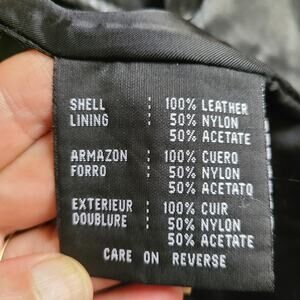 SHELL : 100% LEATHER
LINING : 50% NYLON
50% ACETATE
ARMAZON : 100% CUERO
FORRO : 50% NYLON
50% ACETATO
EXTERIEUR : 100% CUIR
DOUBLURE : 50% NYLON
50% ACETATE
CARE ON REVERSE